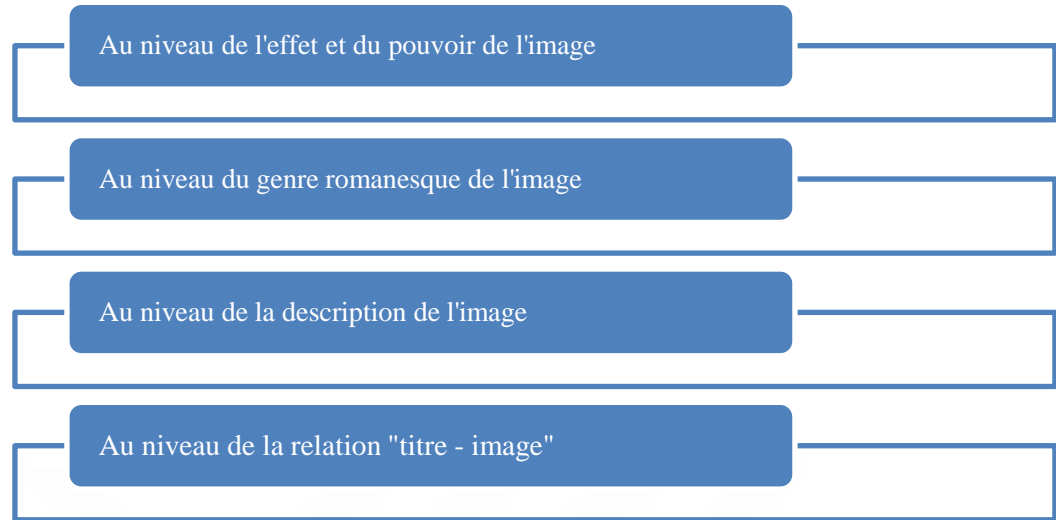 Au niveau de l'effet et du pouvoir de l'image
Au niveau du genre romanesque de l'image
Au niveau de la description de l'image
Au niveau de la relation "titre - image"